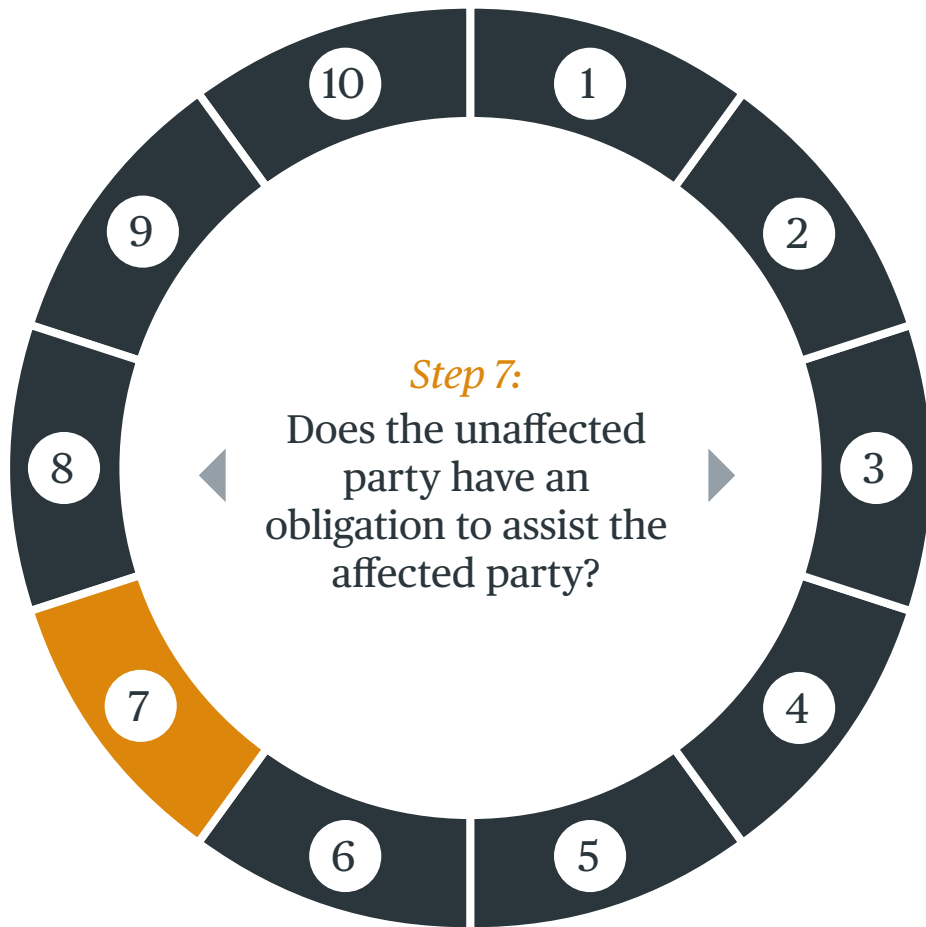 10
1
9
2
Step 7:
Does the unaffected
party have an
obligation to assist the
affected party?
8
3
7
4
6
5